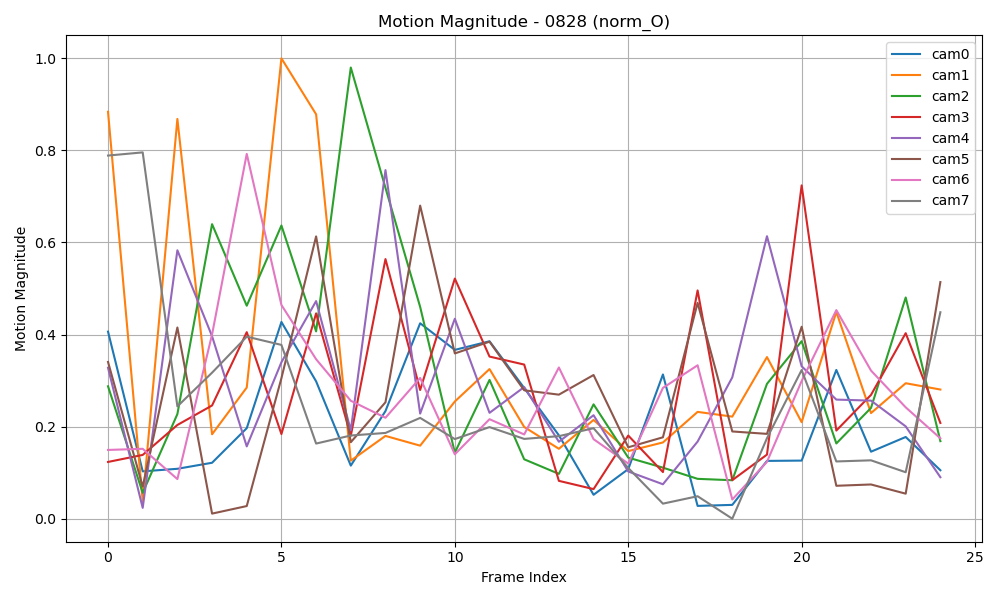 Motion Magnitude - 0828 (norm_O)
Motion Magnitude
1.0
0.8
0.6
0.4
0.2
0.0
0
5
10
15
20
25
Frame Index
cam0
cam1
cam2
cam3
cam4
cam5
cam6
cam7